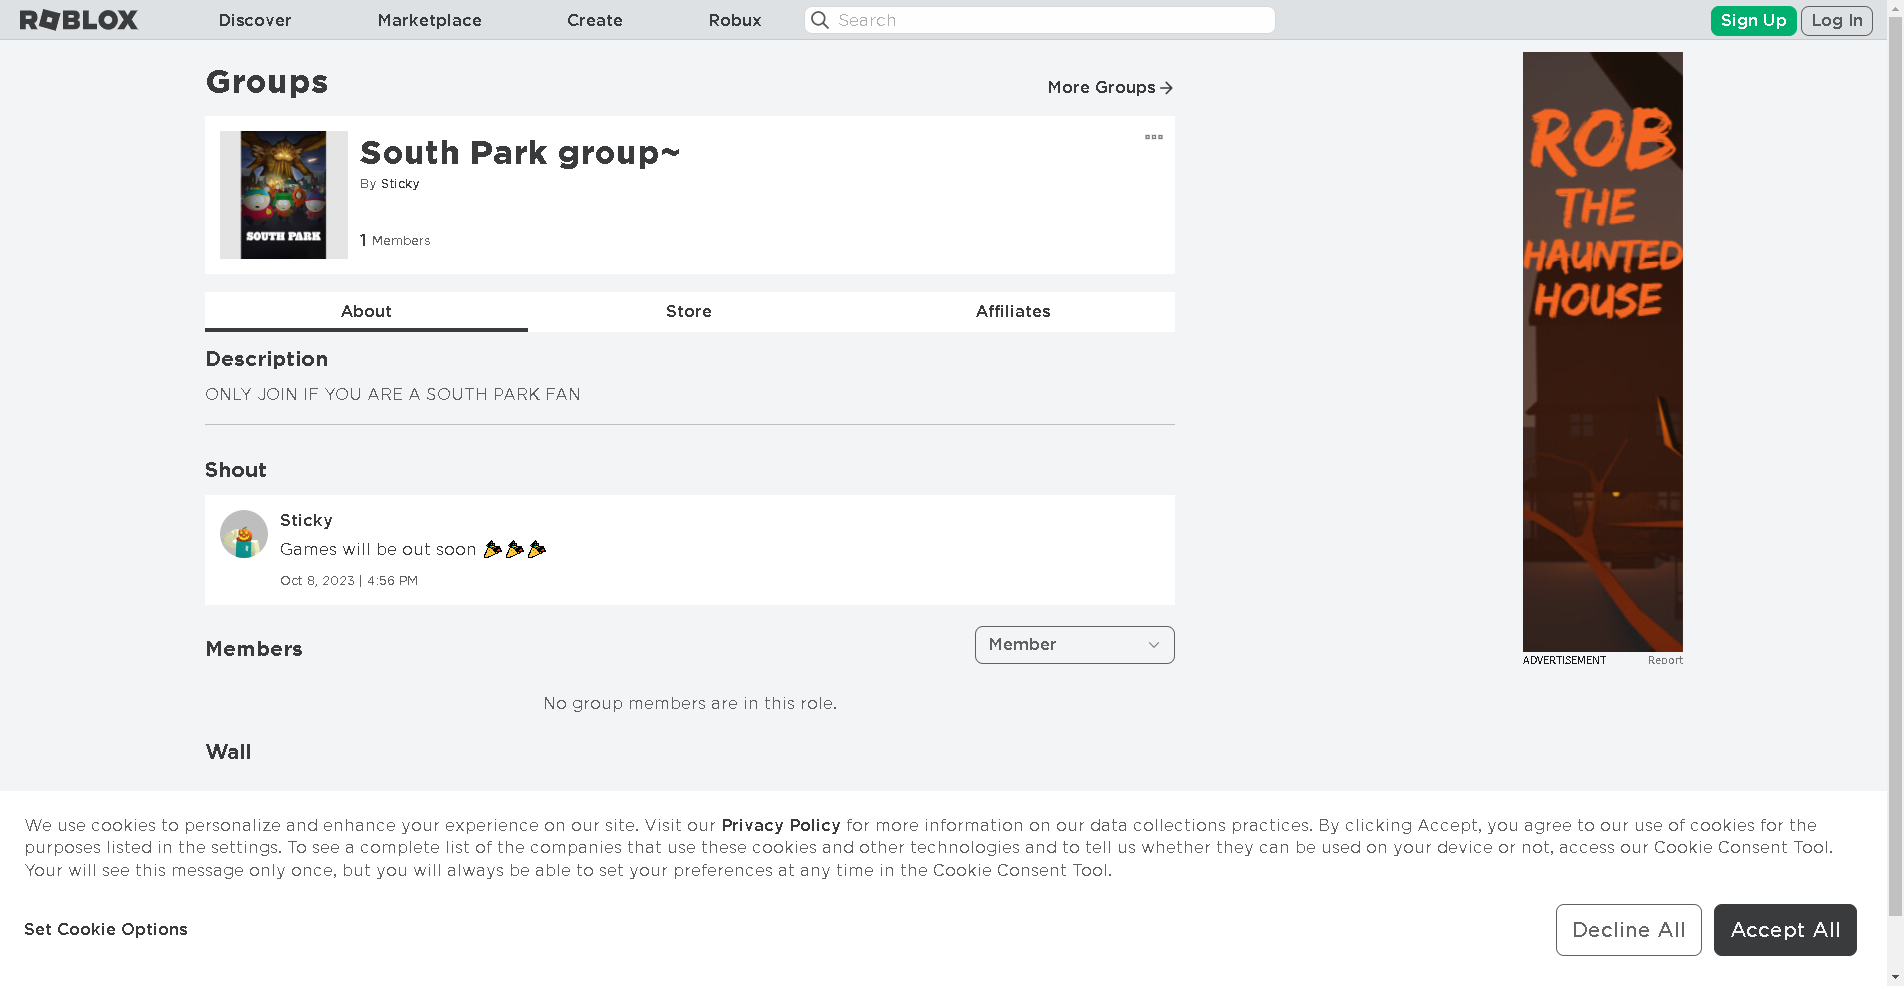 ROBLOX
Discover
Marketplace
Create
Robux
Search
Sign Up
Log In
Groups
More Groups
South Park group~
By Sticky
1 Members
SOUTH PARK
About
Store
Affiliates
Description
ONLY JOIN IF YOU ARE A SOUTH PARK FAN
Shout
Sticky
Games will be out soon 🎉🎉🎉
Oct 8, 2023 | 4:56 PM
Members
Member
No group members are in this role.
Wall
ROB
THE
HAUNTED
HOUSE
ADVERTISEMENT
Report
We use cookies to personalize and enhance your experience on our site. Visit our Privacy Policy for more information on our data collections practices. By clicking Accept, you agree to our use of cookies for the
purposes listed in the settings. To see a complete list of the companies that use these cookies and other technologies and to tell us whether they can be used on your device or not, access our Cookie Consent Tool.
Your will see this message only once, but you will always be able to set your preferences at any time in the Cookie Consent Tool.
Set Cookie Options
Decline All
Accept All